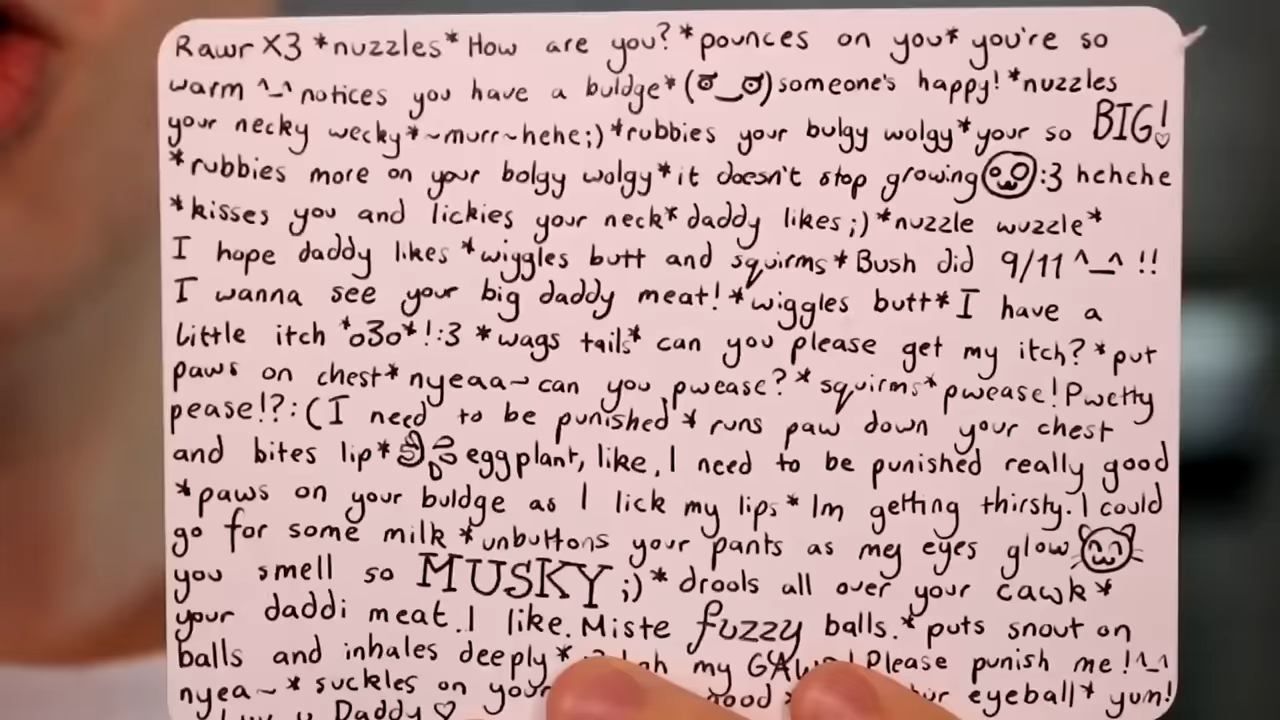 Rawr X3 *nuzzles* How are you? *pounces on you* you're so
warm ^_^ notices you have a buldge* (ಠ‿ಠ) someone's happy! *nuzzles
your necky wecky* ~murr~ hehe ;) *rubbies your bulgy wolgy* your so BIG!
*rubbies more on your bolgy wolgy* it doesn't stop growing :3 hehehe
*kisses you and lickies your neck* daddy likes ;) *nuzzle wuzzle*
I hope daddy likes *wiggles butt and squirms* Bush did 9/11 ^_^ !!
I wanna see your big daddy meat! *wiggles butt* I have a
little itch *o3o* ! :3 *wags tails* can you please get my itch? *put
paws on chest* nyeaa~ can you pwease? *squirms* pwease! Pwetty
pease!? :( I need to be punished *runs paw down your chest
and bites lip* eggplant, like, I need to be punished really good
*paws on your buldge as I lick my lips* Im getting thirsty. I could
go for some milk *unbuttons your pants as mey eyes glow
you smell so MUSKY ;) *drools all over your cawk*
your daddi meat. I like. Miste fuzzy balls. *puts snout on
balls and inhales deeply* my Please punish me! ^_^
nyea~ *suckles on your eyeball* yum!
Daddy ♡